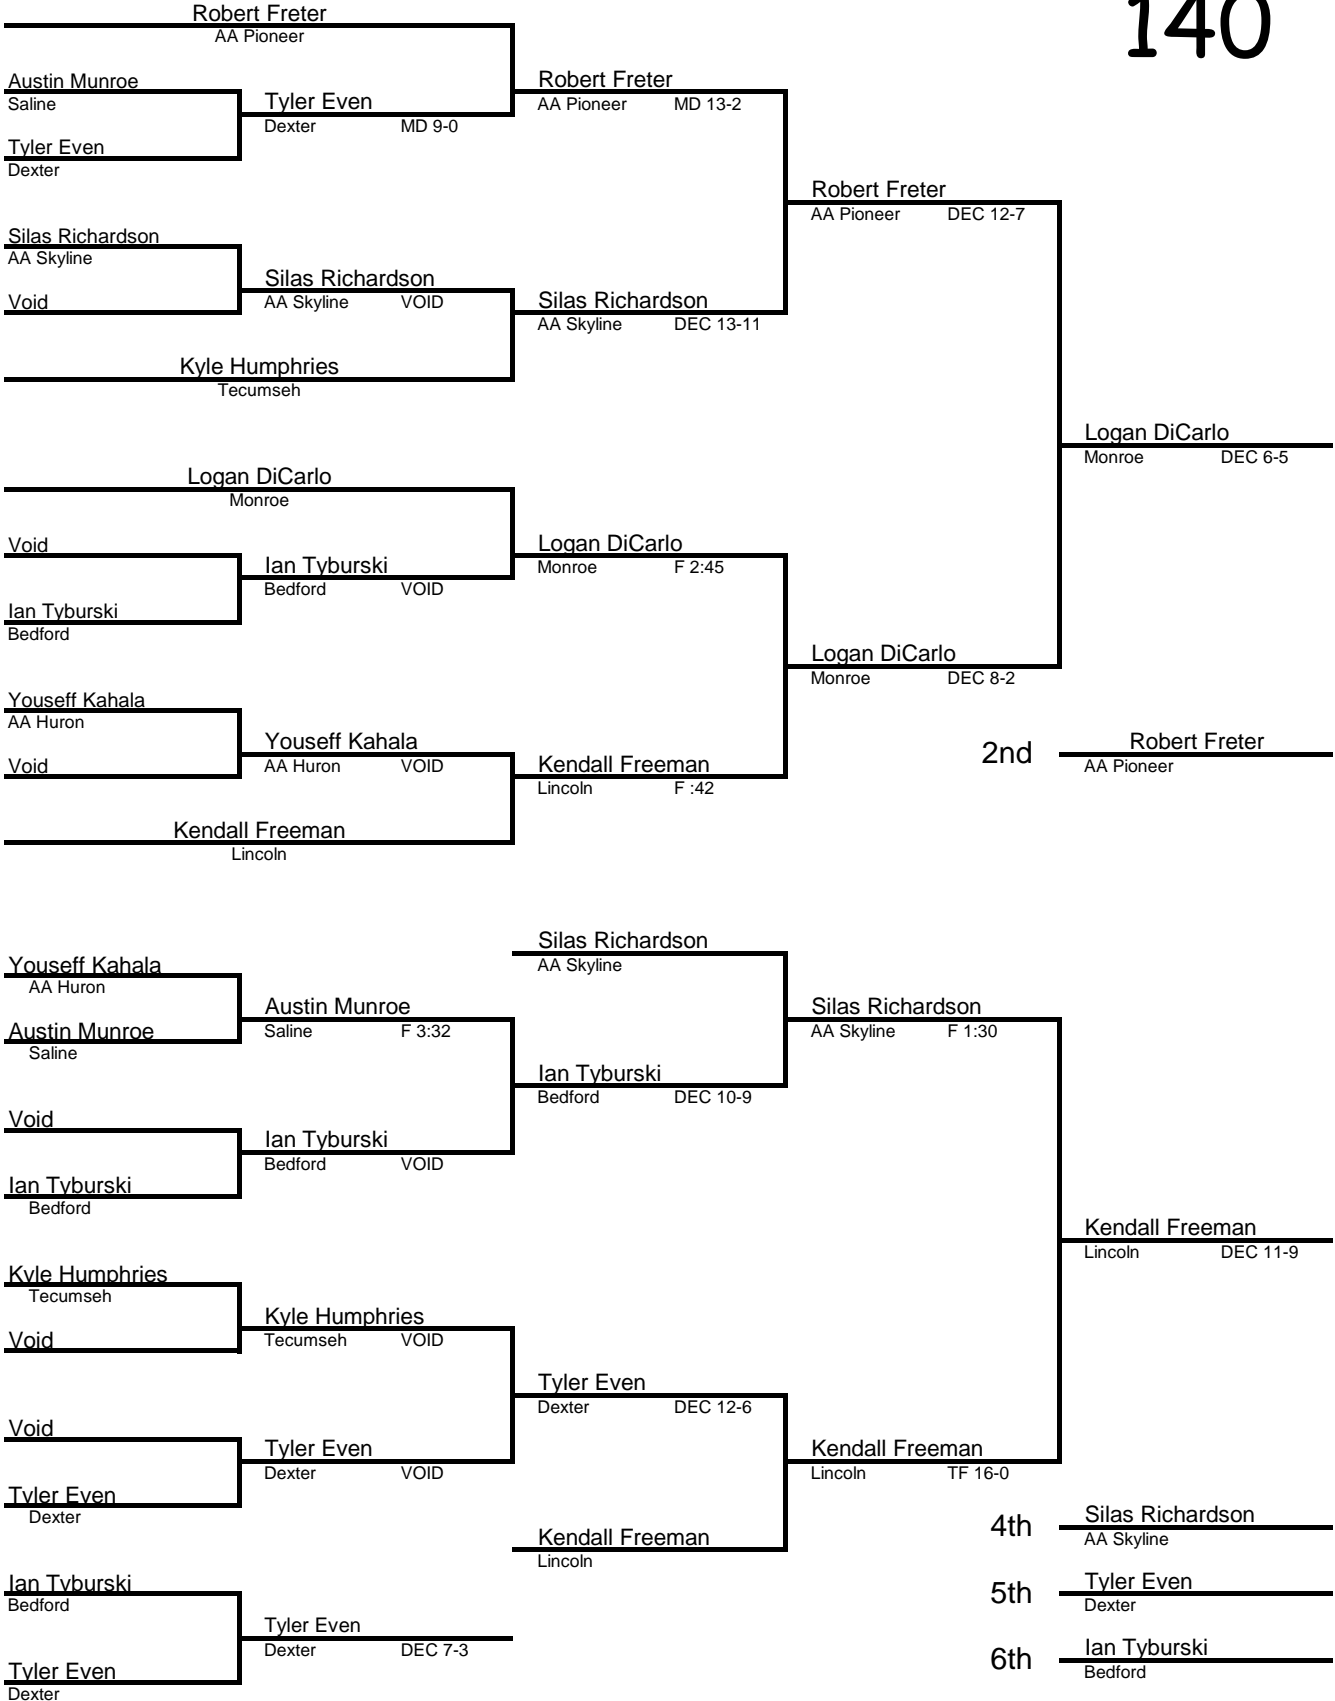 140
Robert Freter
AA Pioneer
Austin Munroe
Saline
Tyler Even
Dexter
Tyler Even
Dexter MD 9-0
Robert Freter
AA Pioneer MD 13-2
Silas Richardson
AA Skyline
Void
Silas Richardson
AA Skyline VOID
Kyle Humphries
Tecumseh
Silas Richardson
AA Skyline DEC 13-11
Robert Freter
AA Pioneer DEC 12-7
Logan DiCarlo
Monroe
Void
Ian Tyburski
Bedford
Ian Tyburski
Bedford VOID
Logan DiCarlo
Monroe F 2:45
Youseff Kahala
AA Huron
Void
Youseff Kahala
AA Huron VOID
Kendall Freeman
Lincoln
Kendall Freeman
Lincoln F :42
Logan DiCarlo
Monroe DEC 8-2
Logan DiCarlo
Monroe DEC 6-5
2nd Robert Freter
AA Pioneer
Youseff Kahala
AA Huron
Austin Munroe
Saline
Austin Munroe
Saline F 3:32
Void
Ian Tyburski
Bedford
Ian Tyburski
Bedford VOID
Silas Richardson
AA Skyline
Ian Tyburski
Bedford DEC 10-9
Silas Richardson
AA Skyline F 1:30
Kyle Humphries
Tecumseh
Void
Kyle Humphries
Tecumseh VOID
Void
Tyler Even
Dexter
Tyler Even
Dexter VOID
Tyler Even
Dexter DEC 12-6
Kendall Freeman
Lincoln
Kendall Freeman
Lincoln TF 16-0
Kendall Freeman
Lincoln DEC 11-9
Ian Tyburski
Bedford
Tyler Even
Dexter
Tyler Even
Dexter DEC 7-3
4th Silas Richardson
AA Skyline
5th Tyler Even
Dexter
6th Ian Tyburski
Bedford